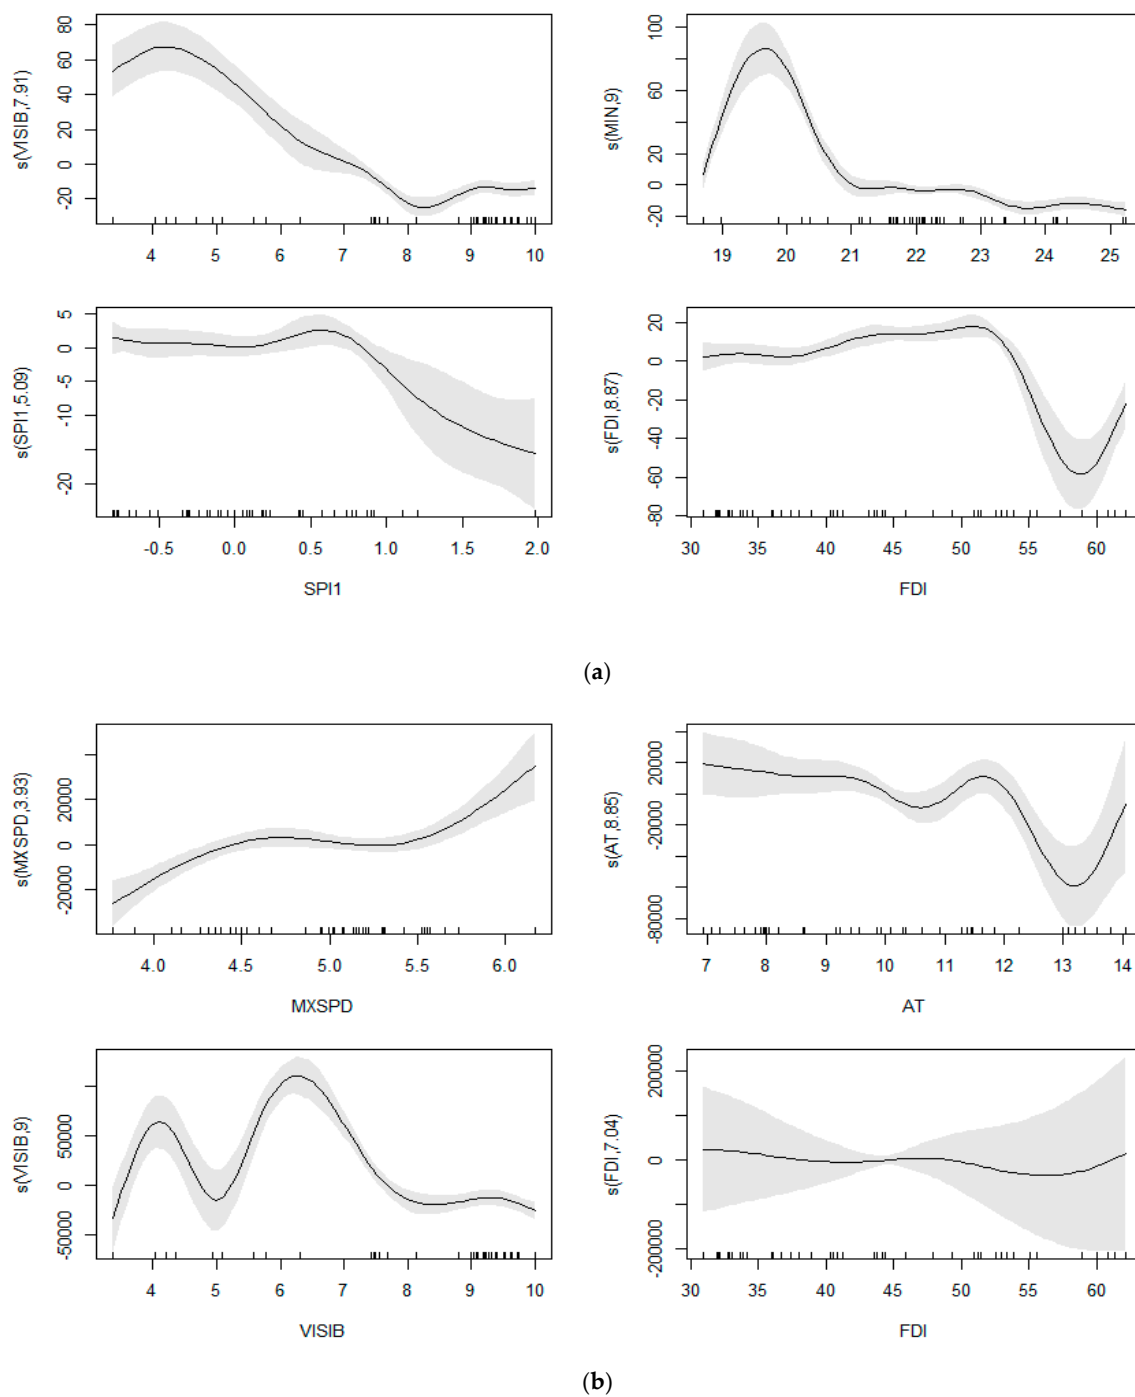 s(VISIB,7.91)
80
60
40
20
0
-20
4 5 6 7 8 9 10
s(MIN,9)
100
60
20
0
-20
19 20 21 22 23 24 25
s(SPI1,5.09)
5
0
-5
-10
-20
-0.5 0.0 0.5 1.0 1.5 2.0
SPI1
s(FDI,8.87)
20
0
-20
-40
-60
-80
30 35 40 45 50 55 60
FDI
(a)
s(MXSPD,3.93)
20000
0
-20000
4.0 4.5 5.0 5.5 6.0
MXSPD
s(AT,8.85)
20000
-20000
-80000
7 8 9 10 11 12 13 14
AT
s(VISIB,9)
50000
0
-50000
4 5 6 7 8 9 10
VISIB
s(FDI,7.04)
200000
0
-200000
30 35 40 45 50 55 60
FDI
(b)